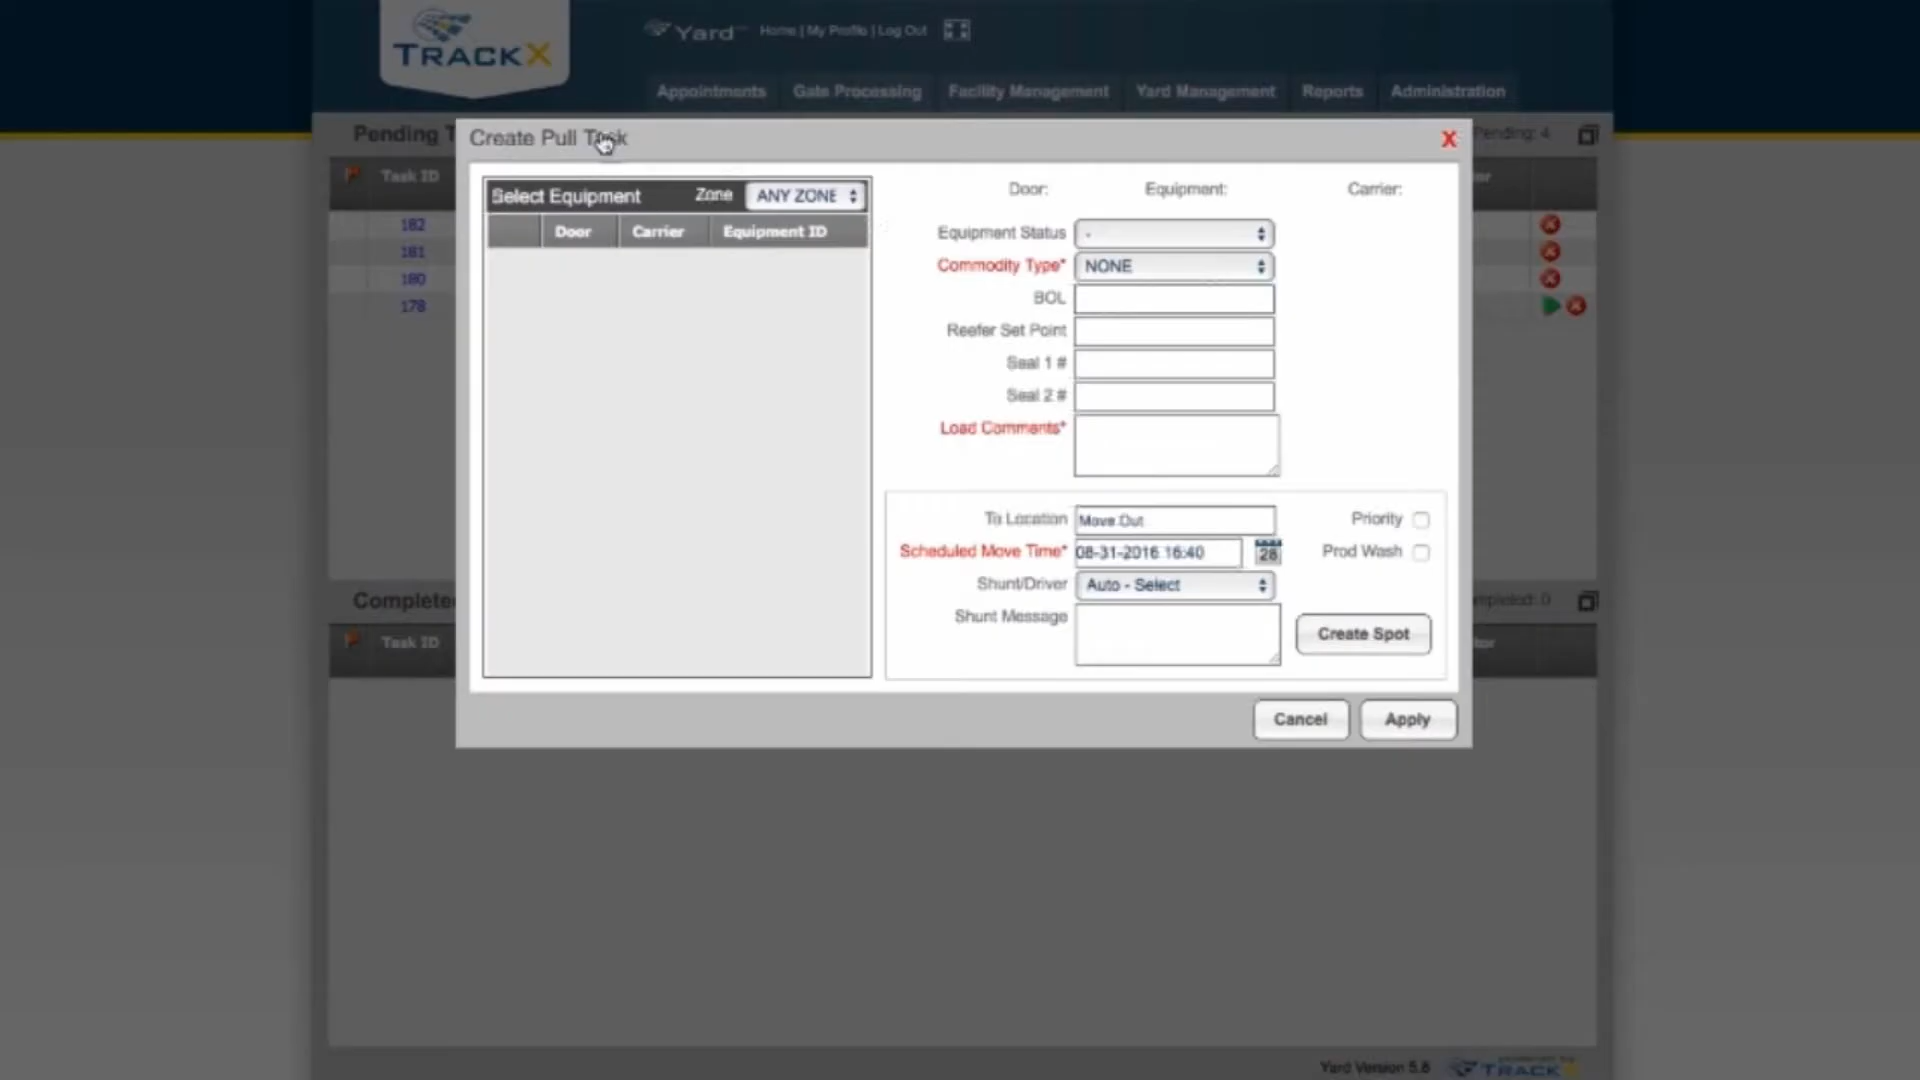 TRACKX
Yard
Home | My Profile | Log Out
Appointments
Gate Processing
Facility Management
Yard Management
Reports
Administration
Pending
Pending: 4
Create Pull Task
X
Task ID
182
181
180
178
Select Equipment
Zone
ANY ZONE
Door
Carrier
Equipment ID
Door:
Equipment:
Carrier:
Equipment Status
-
Commodity Type*
NONE
BOL
Reefer Set Point
Seal 1 #
Seal 2 #
Load Comments*
To Location
Move Out
Priority
Scheduled Move Time*
08-31-2016 16:40
28
Prod Wash
Shunt/Driver
Auto - Select
Shunt Message
Create Spot
Cancel
Apply
Task ID
Yard Version 5.8
TRACKX